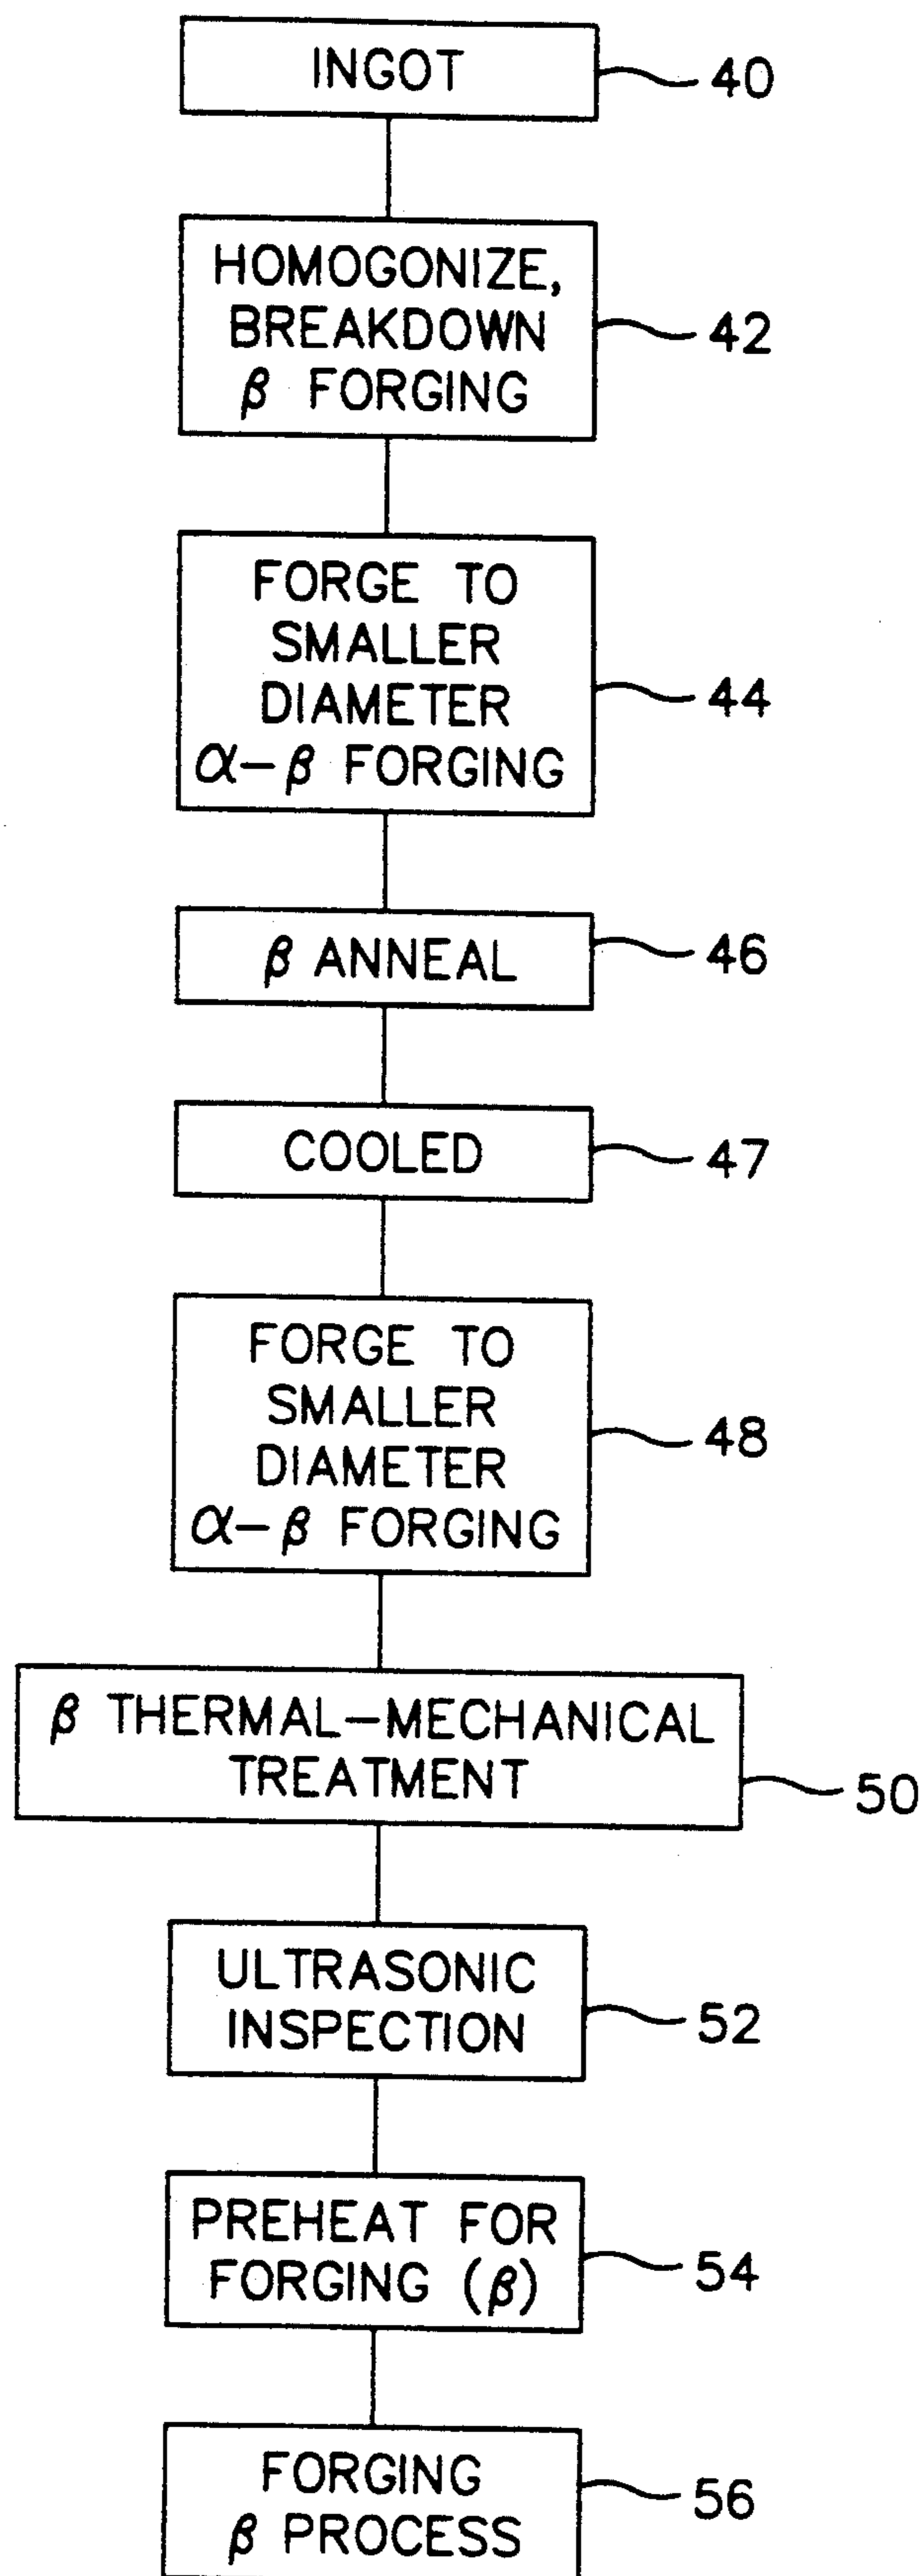 INGOT
40
HOMOGONIZE,
BREAKDOWN
β FORGING
42
FORGE TO
SMALLER
DIAMETER
α-β FORGING
44
β ANNEAL
46
COOLED
47
FORGE TO
SMALLER
DIAMETER
α-β FORGING
48
β THERMAL-MECHANICAL
TREATMENT
50
ULTRASONIC
INSPECTION
52
PREHEAT FOR
FORGING (β)
54
FORGING
β PROCESS
56